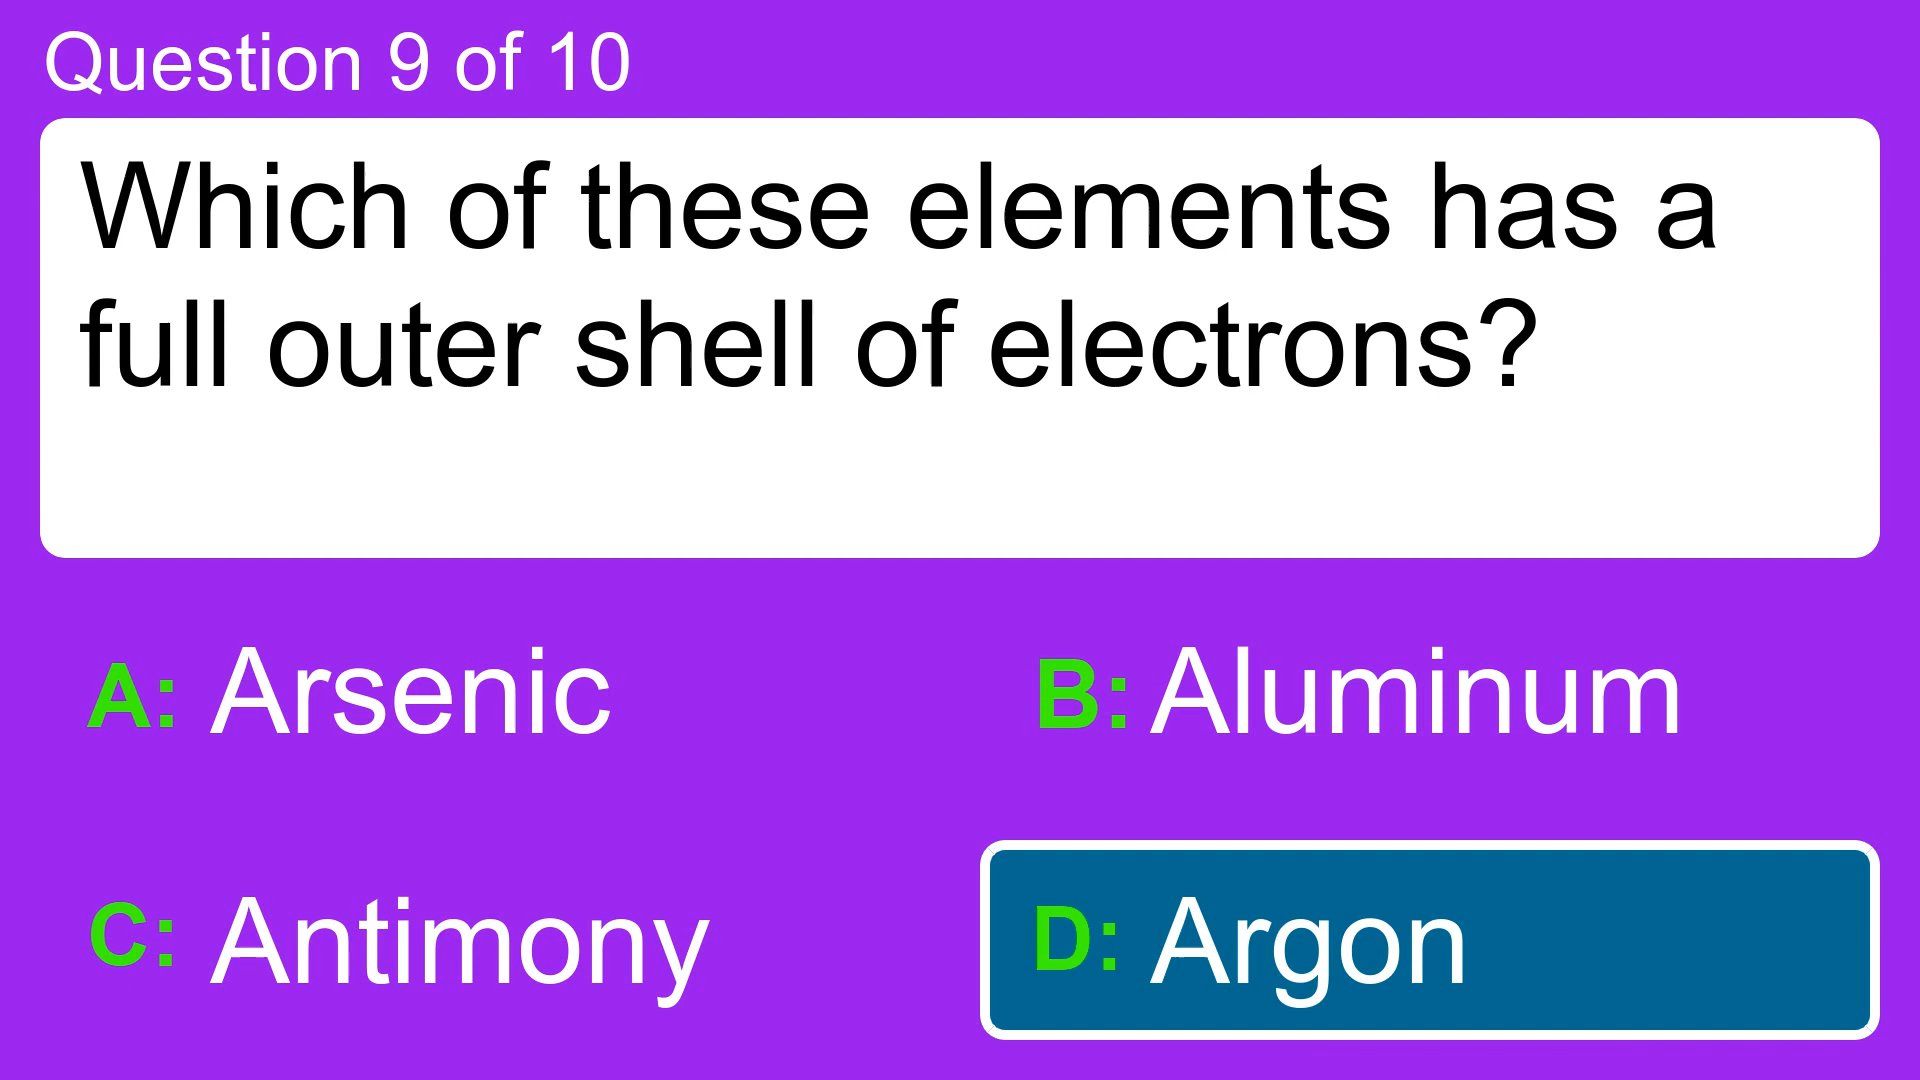 Question 9 of 10
Which of these elements has a
full outer shell of electrons?
A: Arsenic
B: Aluminum
C: Antimony
D: Argon